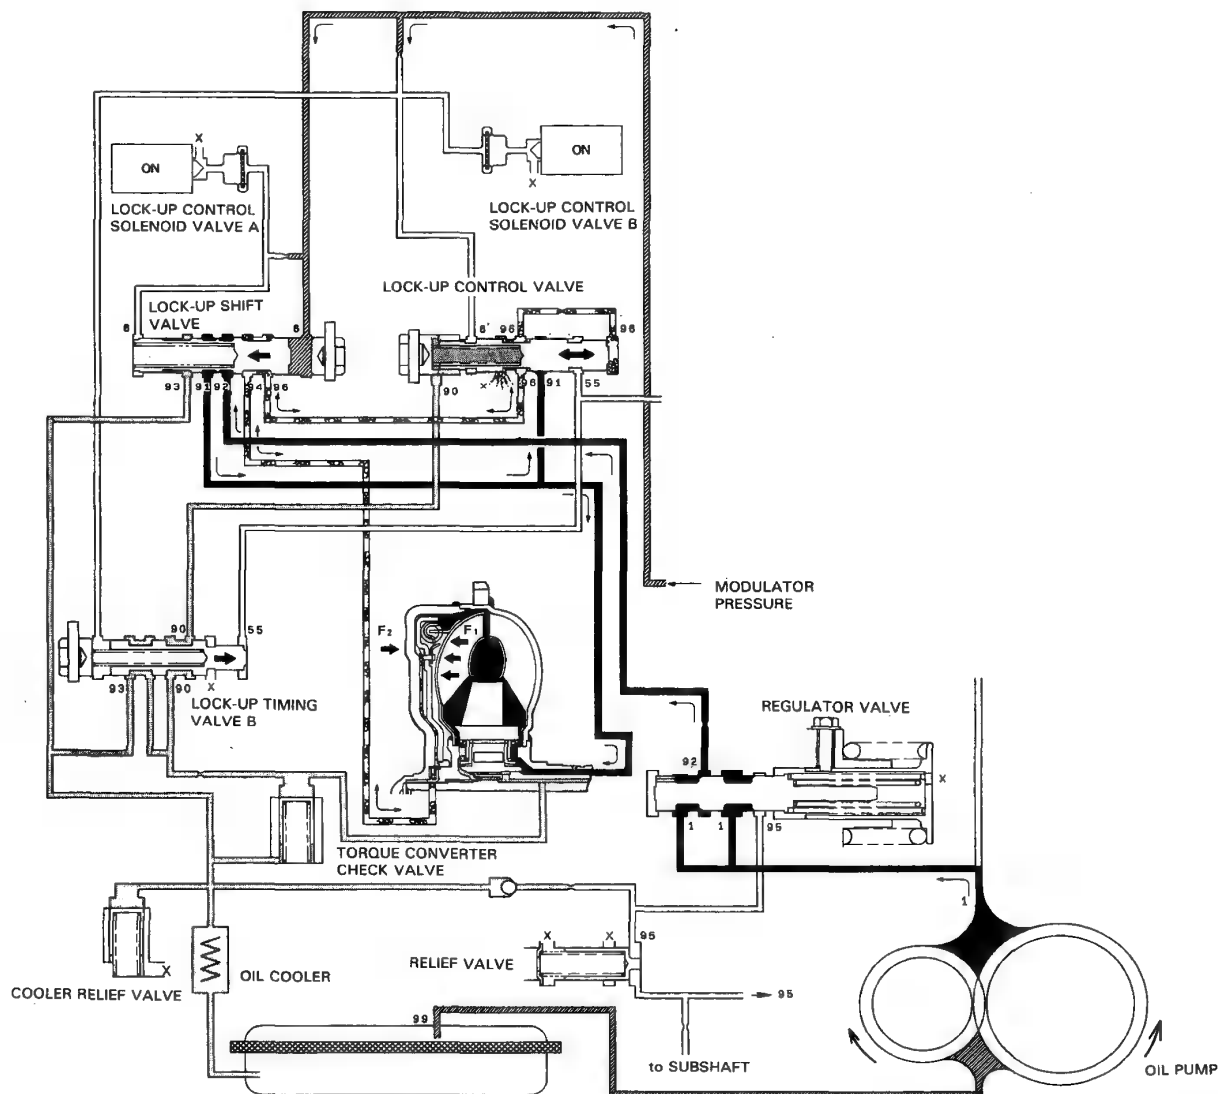 X
ON
ON
X
LOCK-UP CONTROL
SOLENOID VALVE A
LOCK-UP CONTROL
SOLENOID VALVE B
LOCK-UP CONTROL VALVE
LOCK-UP SHIFT
VALVE
6
6
6'
96
96
93
91
92
94
96
90
X
96
91
55
MODULATOR
PRESSURE
90
55
F2
F1
93
90
X
LOCK-UP TIMING
VALVE B
REGULATOR VALVE
92
X
1
1
95
TORQUE CONVERTER
CHECK VALVE
1
X
X
95
RELIEF VALVE
X
OIL COOLER
COOLER RELIEF VALVE
95
99
to SUBSHAFT
OIL PUMP